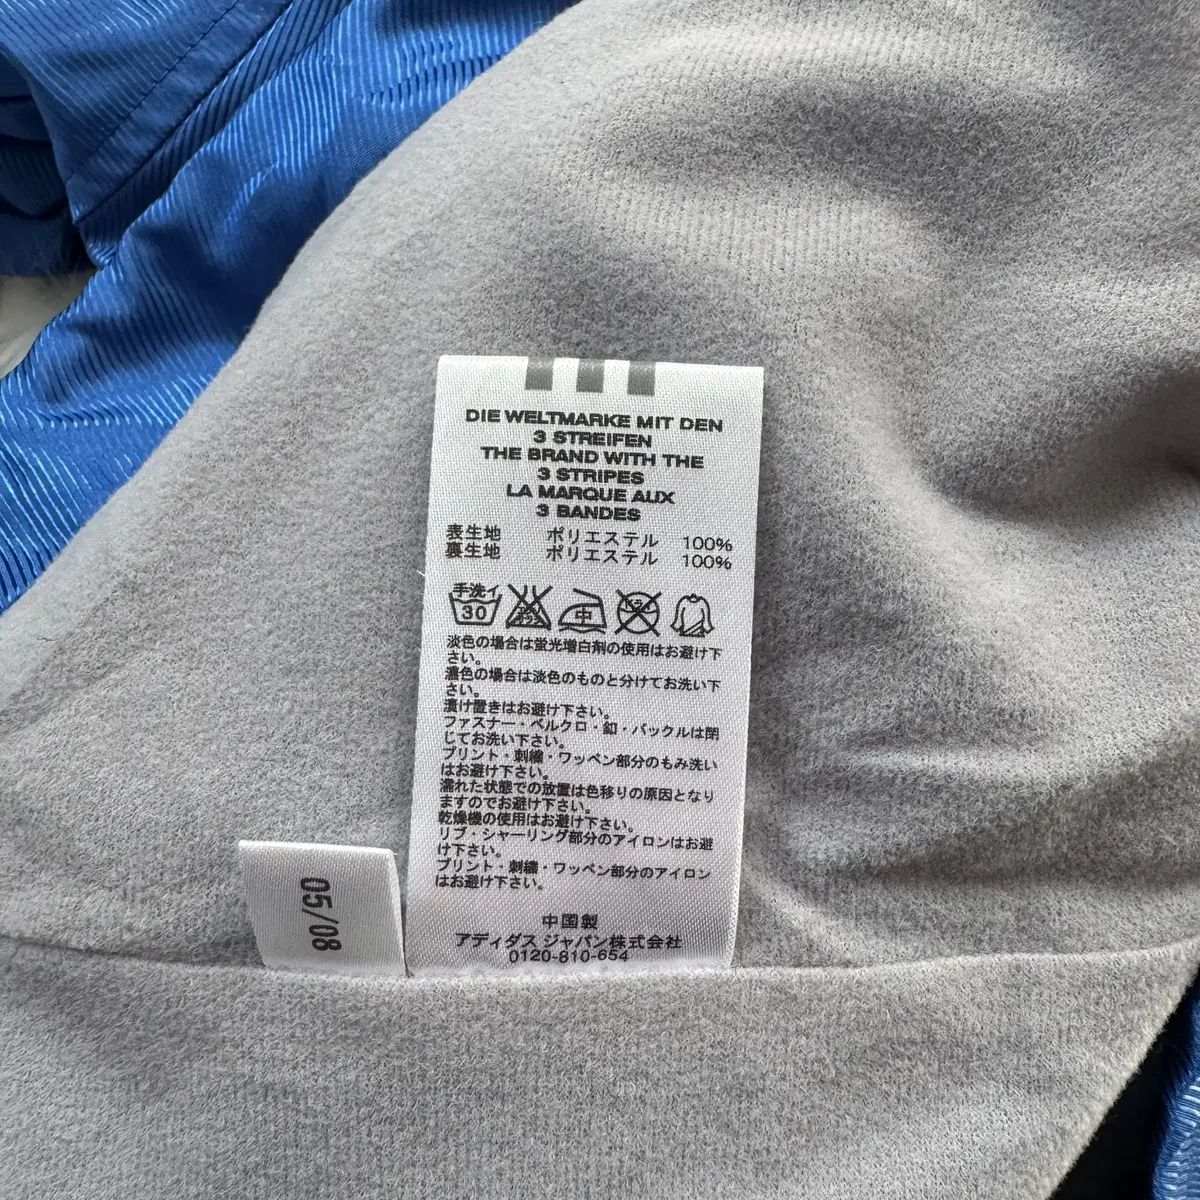 DIE WELTMARKE MIT DEN
3 STREIFEN
THE BRAND WITH THE
3 STRIPES
LA MARQUE AUX
3 BANDES
表生地 ポリエステル 100%
裏生地 ポリエステル 100%
手洗イ
30
中
淡色の場合は蛍光増白剤の使用はお避け下
さい。
濃色の場合は淡色のものと分けてお洗い下
さい。
漬け置きはお避け下さい。
ファスナー・ベルクロ・釦・バックルは閉
じてお洗い下さい。
プリント・刺繍・ワッペン部分のもみ洗い
はお避け下さい。
濡れた状態での放置は色移りの原因となり
ますのでお避け下さい。
乾燥機の使用はお避け下さい。
リブ・シャーリング部分のアイロンはお避
け下さい。
プリント・刺繍・ワッペン部分のアイロン
はお避け下さい。
中国製
アディダス ジャパン株式会社
0120-810-654
05/08